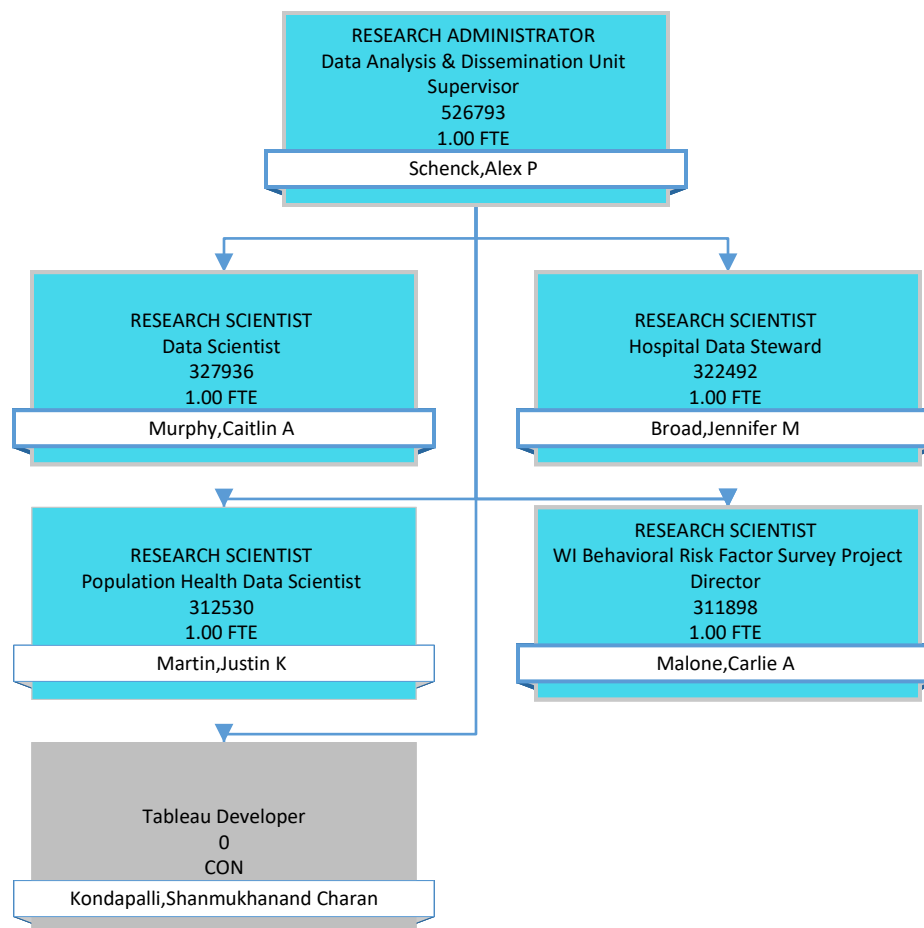 RESEARCH ADMINISTRATOR
Data Analysis & Dissemination Unit
Supervisor
526793
1.00 FTE
Schenck,Alex P
RESEARCH SCIENTIST
Data Scientist
327936
1.00 FTE
Murphy,Caitlin A
RESEARCH SCIENTIST
Hospital Data Steward
322492
1.00 FTE
Broad,Jennifer M
RESEARCH SCIENTIST
Population Health Data Scientist
312530
1.00 FTE
Martin,Justin K
RESEARCH SCIENTIST
WI Behavioral Risk Factor Survey Project
Director
311898
1.00 FTE
Malone,Carlie A
Tableau Developer
0
CON
Kondapalli,Shanmukhanand Charan